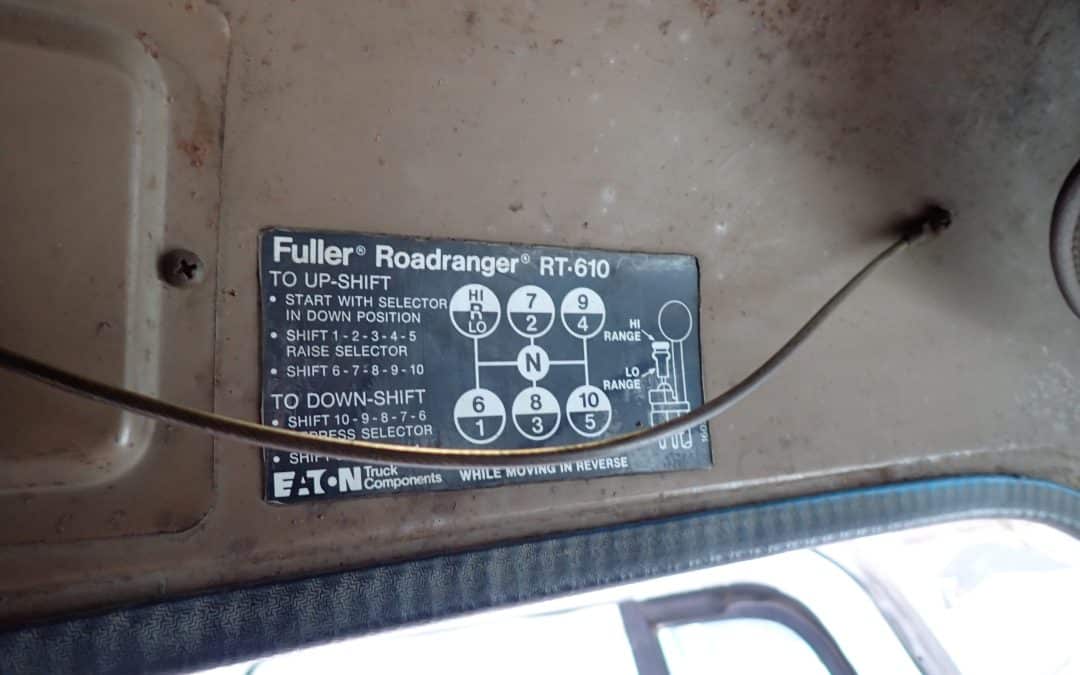 Fuller® Roadranger® RT-610
TO UP-SHIFT
• START WITH SELECTOR
IN DOWN POSITION
• SHIFT 1-2-3-4-5
RAISE SELECTOR
• SHIFT 6-7-8-9-10
TO DOWN-SHIFT
• SHIFT 10-9-8-7-6
SELECTOR
• SHIFT
HI
R
LO
7
2
9
4
N
6
1
8
3
10
5
HI
RANGE
LO
RANGE
EATON Truck
Components
WHILE MOVING IN REVERSE